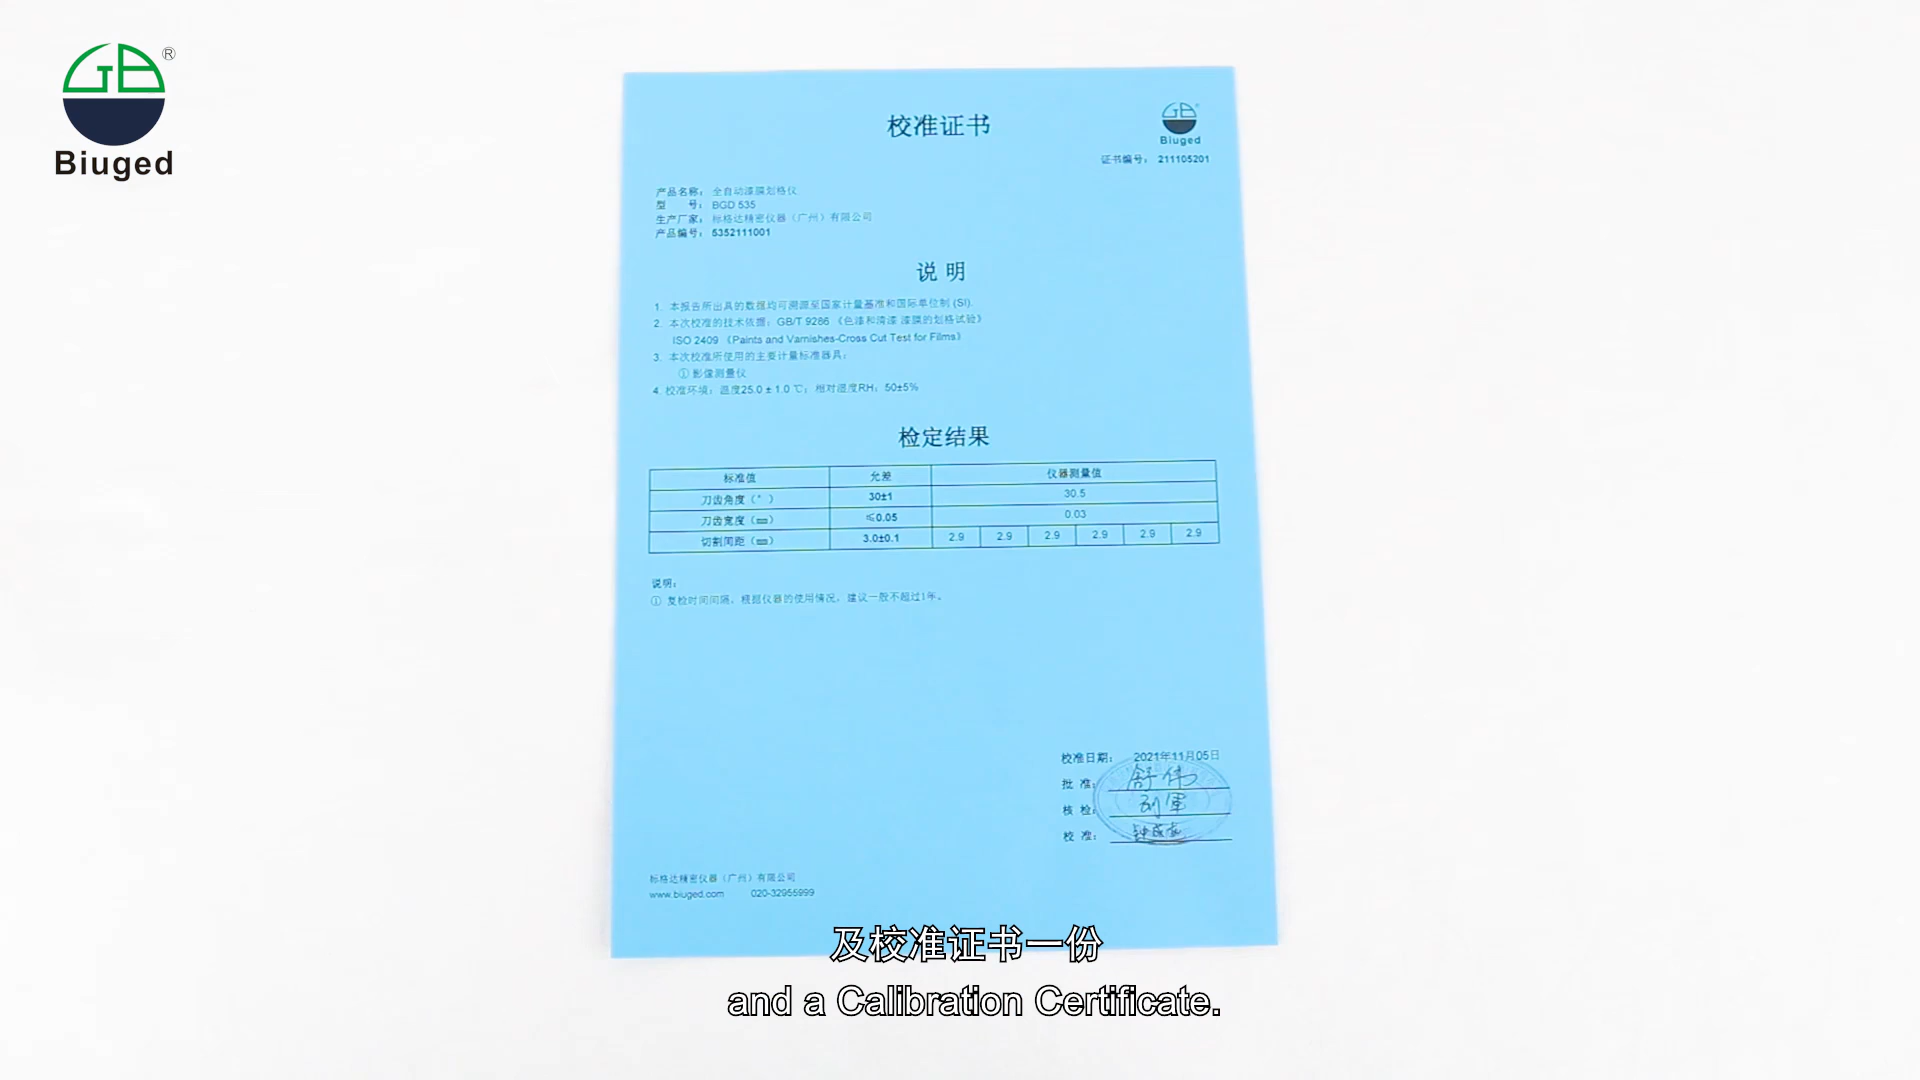 GB®
Biuged
校准证书
GB
Biuged
证书编号： 211105201
产品名称： 全自动漆膜划格仪
型 号： BGD 535
生产厂家： 标格达精密仪器（广州）有限公司
产品编号： 5352111001
说 明
1. 本报告所出具的数据均可溯源至国家计量基准和国际单位制 (SI).
2. 本次校准的技术依据：GB/T 9286 《色漆和清漆 漆膜的划格试验》
ISO 2409 《Paints and Varnishes-Cross Cut Test for Films》
3. 本次校准所使用的主要计量标准器具：
① 影像测量仪
4. 校准环境：温度25.0 ± 1.0 ℃；相对湿度RH：50±5%
检定结果
标准值 允差 仪器测量值
刀齿角度（° ） 30±1 30.5
刀齿宽度（㎜） ≤0.05 0.03
切割间距（㎜） 3.0±0.1 2.9 2.9 2.9 2.9 2.9 2.9
说明：
① 复检时间间隔，根据仪器的使用情况，建议一般不超过1年。
校准日期： 2021年11月05日
批 准： 舒伟
核 检： 刘军
校 准：
标格达精密仪器（广州）有限公司
www.biuged.com 020-32955999
及校准证书一份
and a Calibration Certificate.